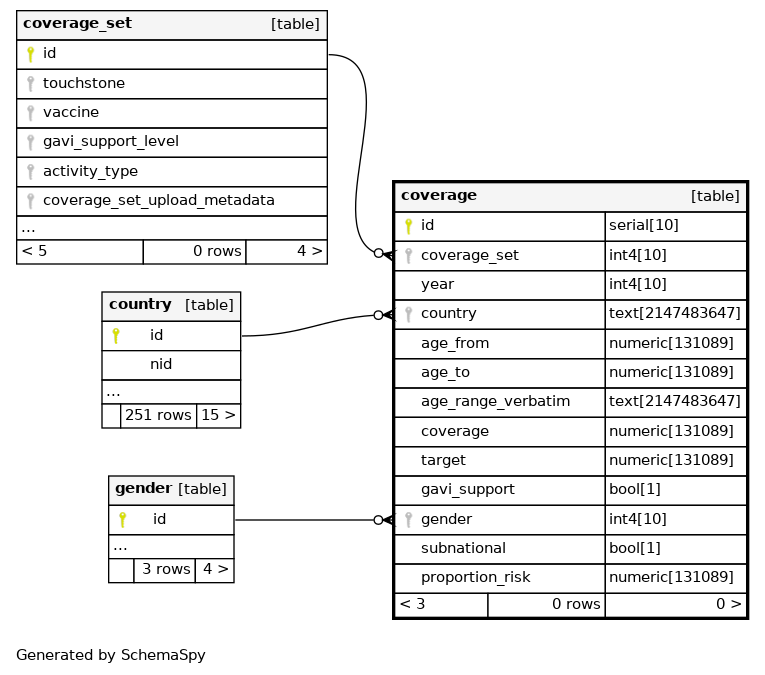 coverage_set [table]
id
touchstone
vaccine
gavi_support_level
activity_type
coverage_set_upload_metadata
...
< 5 0 rows 4 >
coverage [table]
id serial[10]
coverage_set int4[10]
year int4[10]
country text[2147483647]
age_from numeric[131089]
age_to numeric[131089]
age_range_verbatim text[2147483647]
coverage numeric[131089]
target numeric[131089]
gavi_support bool[1]
gender int4[10]
subnational bool[1]
proportion_risk numeric[131089]
< 3 0 rows 0 >
country [table]
id
nid
...
251 rows 15 >
gender [table]
id
...
3 rows 4 >
Generated by SchemaSpy